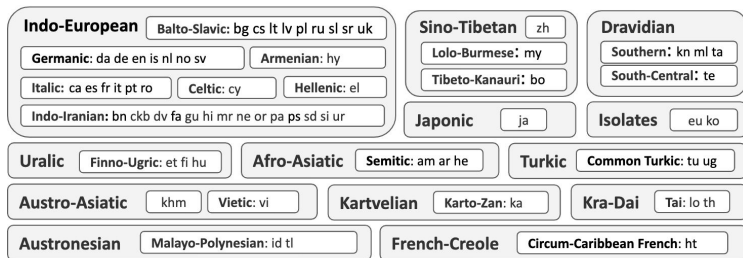 Indo-European
Balto-Slavic: bg cs lt lv pl ru sl sr uk
Germanic: da de en is nl no sv
Armenian: hy
Italic: ca es fr it pt ro
Celtic: cy
Hellenic: el
Indo-Iranian: bn ckb dv fa gu hi mr ne or pa ps sd si ur
Sino-Tibetan
zh
Lolo-Burmese: my
Tibeto-Kanauri: bo
Dravidian
Southern: kn ml ta
South-Central: te
Japonic
ja
Isolates
eu ko
Uralic
Finno-Ugric: et fi hu
Afro-Asiatic
Semitic: am ar he
Turkic
Common Turkic: tu ug
Austro-Asiatic
khm
Vietic: vi
Kartvelian
Karto-Zan: ka
Kra-Dai
Tai: lo th
Austronesian
Malayo-Polynesian: id tl
French-Creole
Circum-Caribbean French: ht